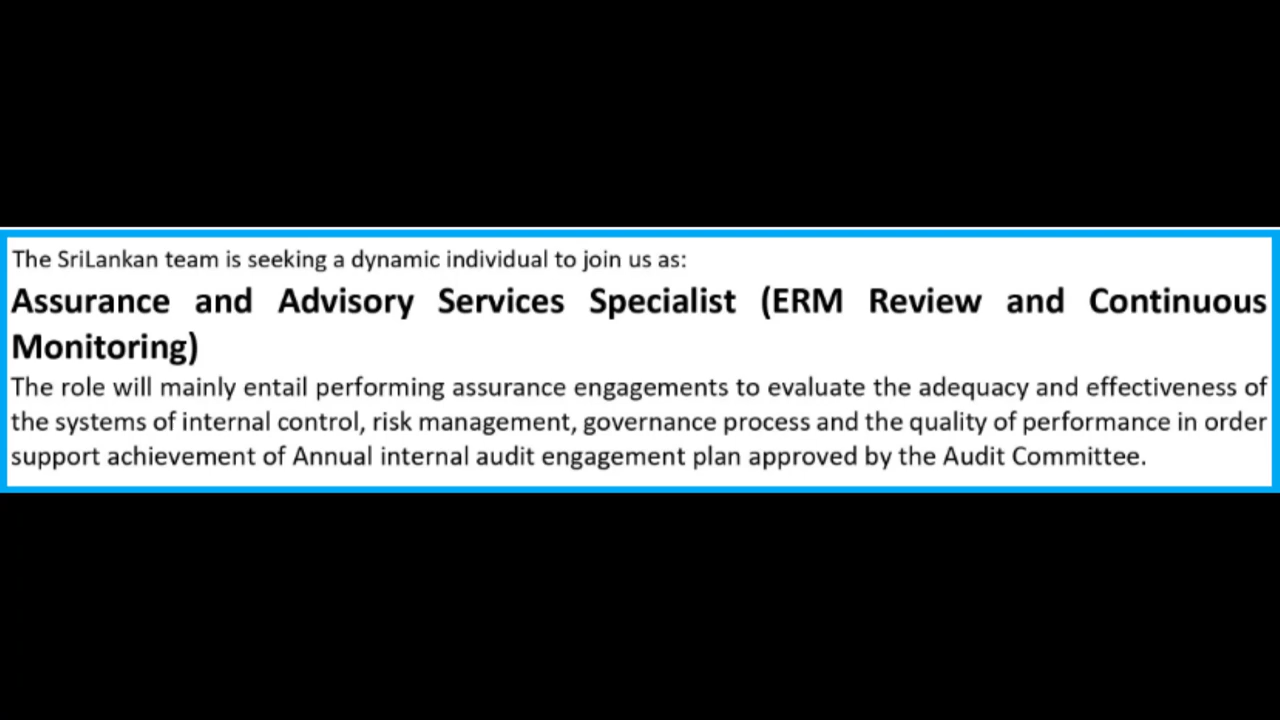 The SriLankan team is seeking a dynamic individual to join us as:
Assurance and Advisory Services Specialist (ERM Review and Continuous
Monitoring)
The role will mainly entail performing assurance engagements to evaluate the adequacy and effectiveness of
the systems of internal control, risk management, governance process and the quality of performance in order
support achievement of Annual internal audit engagement plan approved by the Audit Committee.